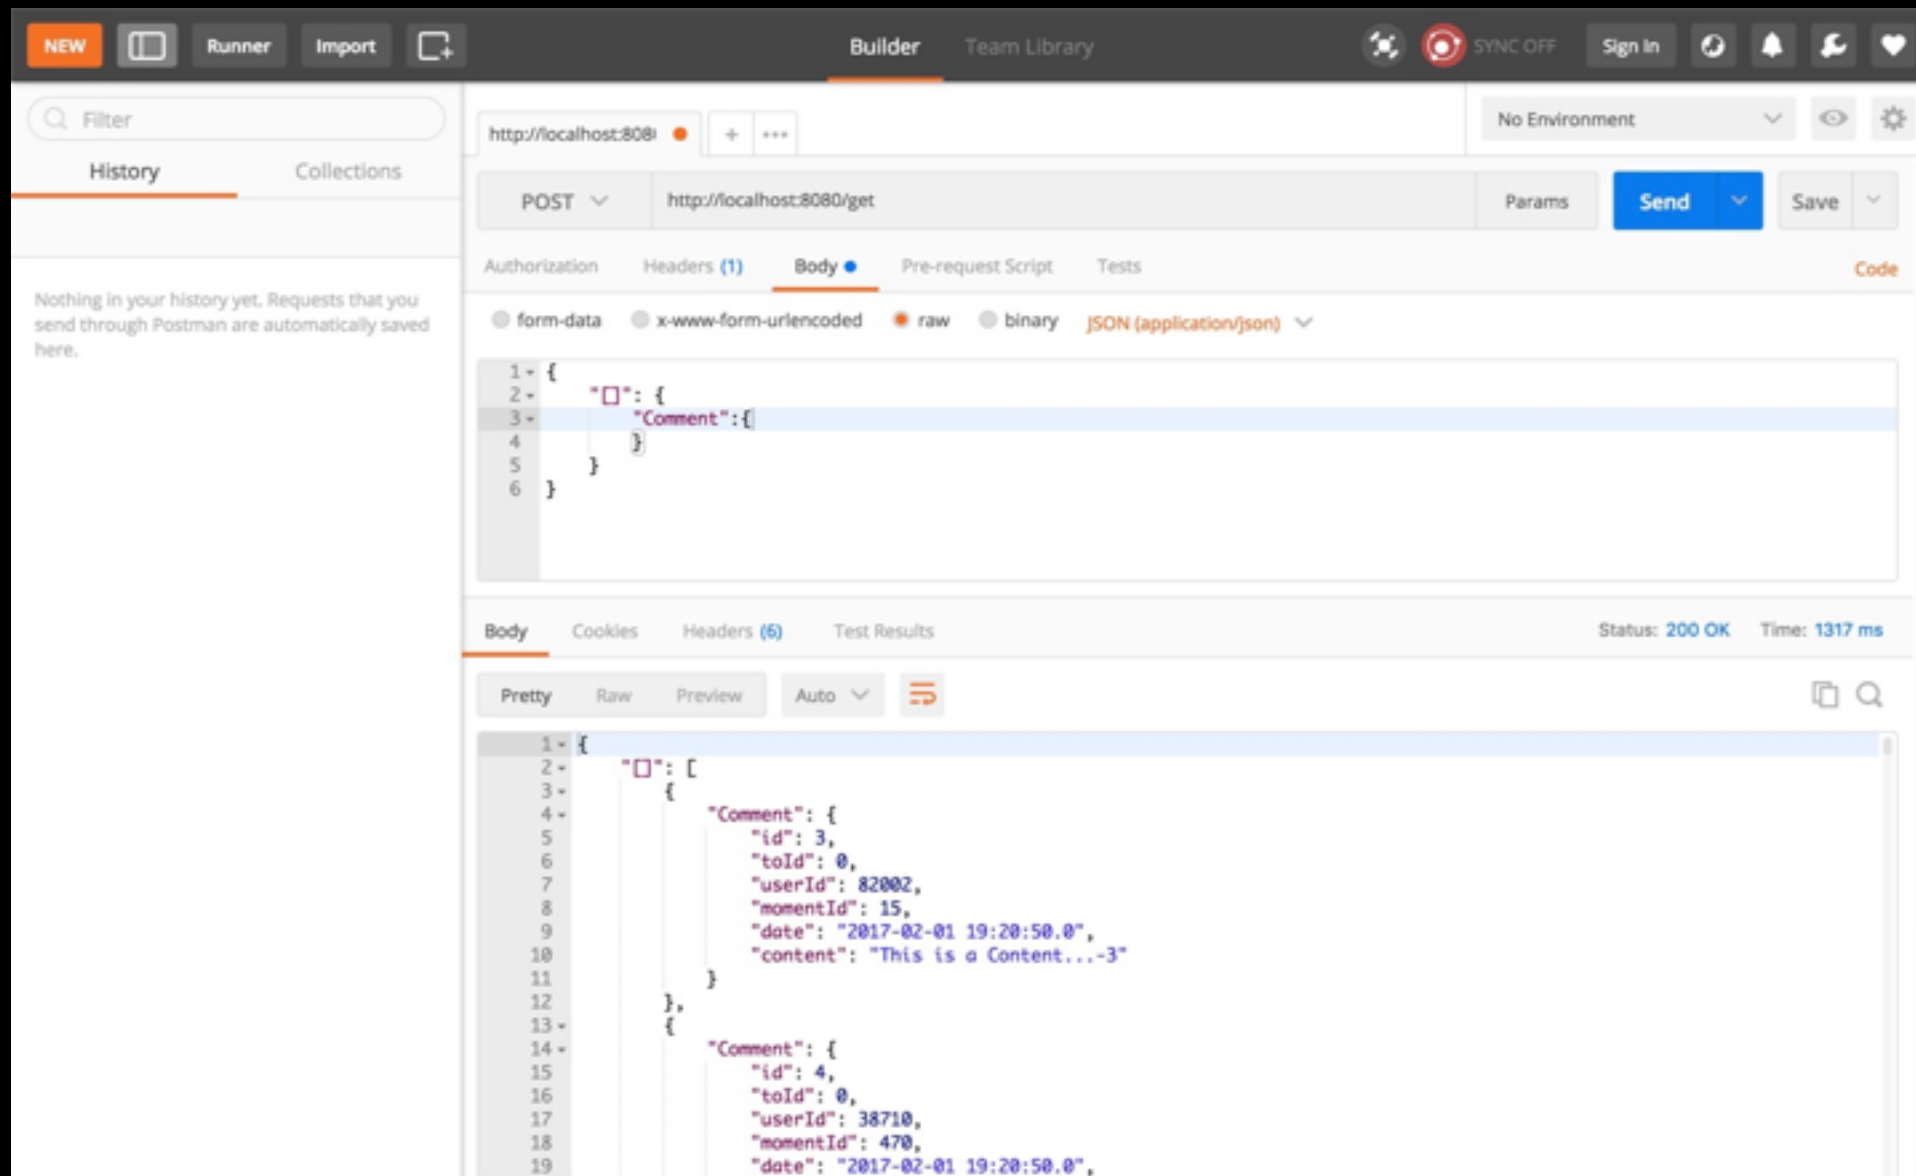 NEW Runner Import Builder Team Library SYNC OFF Sign In
Filter
History Collections
Nothing in your history yet. Requests that you
send through Postman are automatically saved
here.
http://localhost:808 + •••
No Environment
POST http://localhost:8080/get Params Send Save
Authorization Headers (1) Body Pre-request Script Tests Code
form-data x-www-form-urlencoded raw binary JSON (application/json)
1 {
2 "[]": {
3 "Comment":{
4 }
5 }
6 }
Body Cookies Headers (6) Test Results Status: 200 OK Time: 1317 ms
Pretty Raw Preview Auto
1 {
2 "[]": [
3 {
4 "Comment": {
5 "id": 3,
6 "toId": 0,
7 "userId": 82002,
8 "momentId": 15,
9 "date": "2017-02-01 19:20:50.0",
10 "content": "This is a Content...-3"
11 }
12 },
13 {
14 "Comment": {
15 "id": 4,
16 "toId": 0,
17 "userId": 38710,
18 "momentId": 470,
19 "date": "2017-02-01 19:20:50.0",